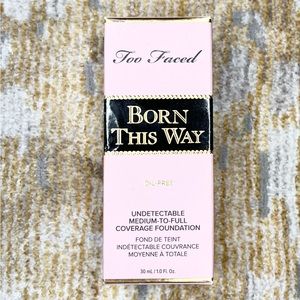 Too Faced
BORN
THIS WAY
OIL-FREE
UNDETECTABLE
MEDIUM-TO-FULL
COVERAGE FOUNDATION
FOND DE TEINT
INDÉTECTABLE COUVRANCE
MOYENNE À TOTALE
30 mL / 1.0 Fl. Oz.